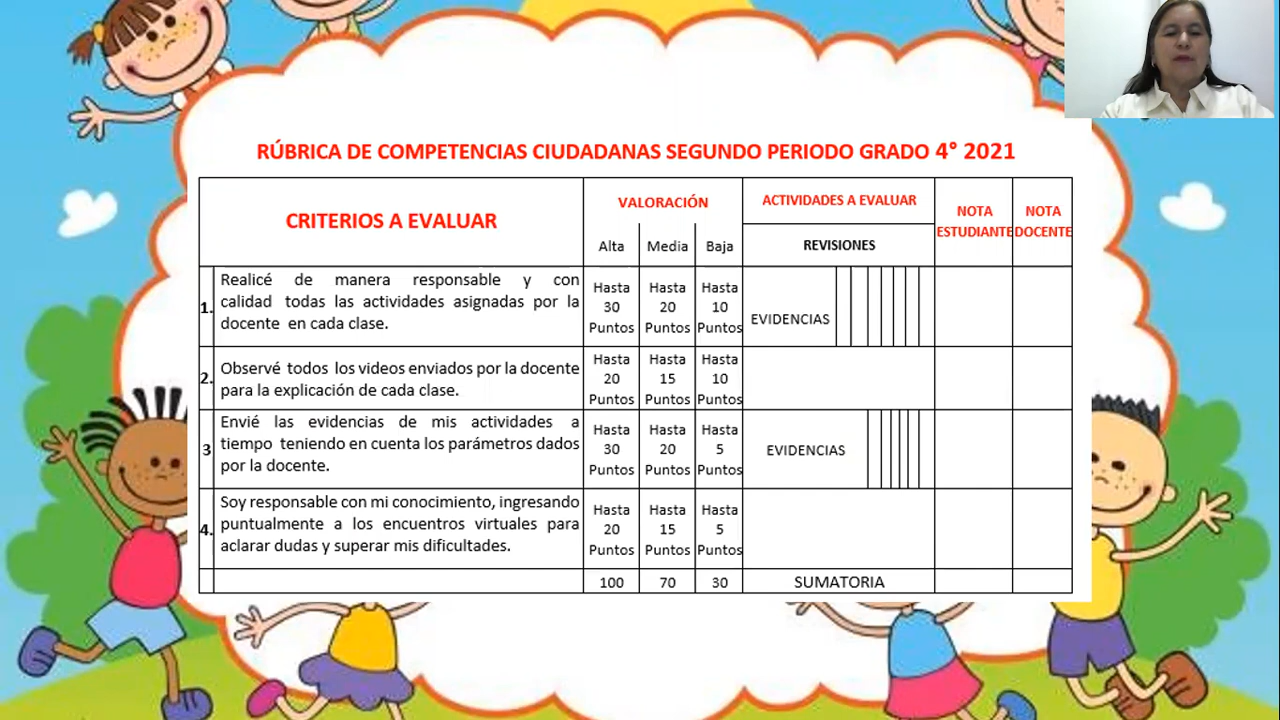 RÚBRICA DE COMPETENCIAS CIUDADANAS SEGUNDO PERIODO GRADO 4° 2021
CRITERIOS A EVALUAR
VALORACIÓN
Alta Media Baja
ACTIVIDADES A EVALUAR
REVISIONES
NOTA
ESTUDIANTE
NOTA
DOCENTE
1.
Realicé de manera responsable y con
calidad todas las actividades asignadas por la
docente en cada clase.
Hasta
30
Puntos
Hasta
20
Puntos
Hasta
10
Puntos
EVIDENCIAS
2.
Observé todos los videos enviados por la docente
para la explicación de cada clase.
Hasta
20
Puntos
Hasta
15
Puntos
Hasta
10
Puntos
3
Envié las evidencias de mis actividades a
tiempo teniendo en cuenta los parámetros dados
por la docente.
Hasta
30
Puntos
Hasta
20
Puntos
Hasta
5
Puntos
EVIDENCIAS
4.
Soy responsable con mi conocimiento, ingresando
puntualmente a los encuentros virtuales para
aclarar dudas y superar mis dificultades.
Hasta
20
Puntos
Hasta
15
Puntos
Hasta
5
Puntos
100 70 30 SUMATORIA